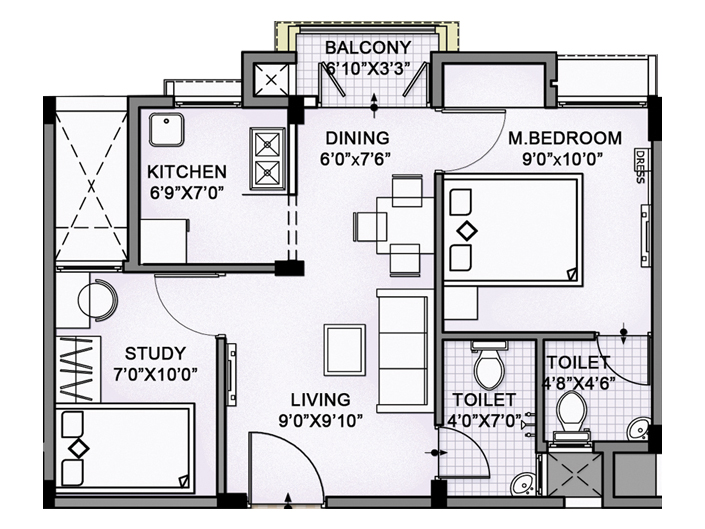 BALCONY
6'10"X3'3"
DINING
6'0"x7'6"
M.BEDROOM
9'0"x10'0"
DRESS
KITCHEN
6'9"X7'0"
STUDY
7'0"X10'0"
LIVING
9'0"X9'10"
TOILET
4'0"X7'0"
TOILET
4'8"X4'6"